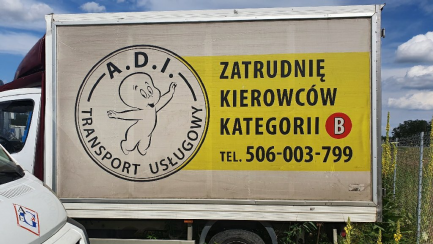 A.D.I.
TRANSPORT USŁUGOWY
ZATRUDNIĘ
KIEROWCÓW
KATEGORII B
TEL. 506-003-799